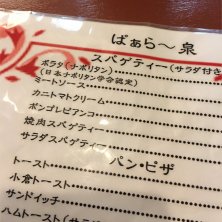 ばぁら～泉
スパゲティー(サラダ付き
ポラタ(ナポリタン)
(日本ナポリタン学会認定)
ミートソース
カニトマトクリーム
ボンゴレビアンコ
焼肉スパゲティー
サラダスパゲティー
パン・ピザ
トースト
小倉トースト
サンドイッチ
ハムトースト(サラダ